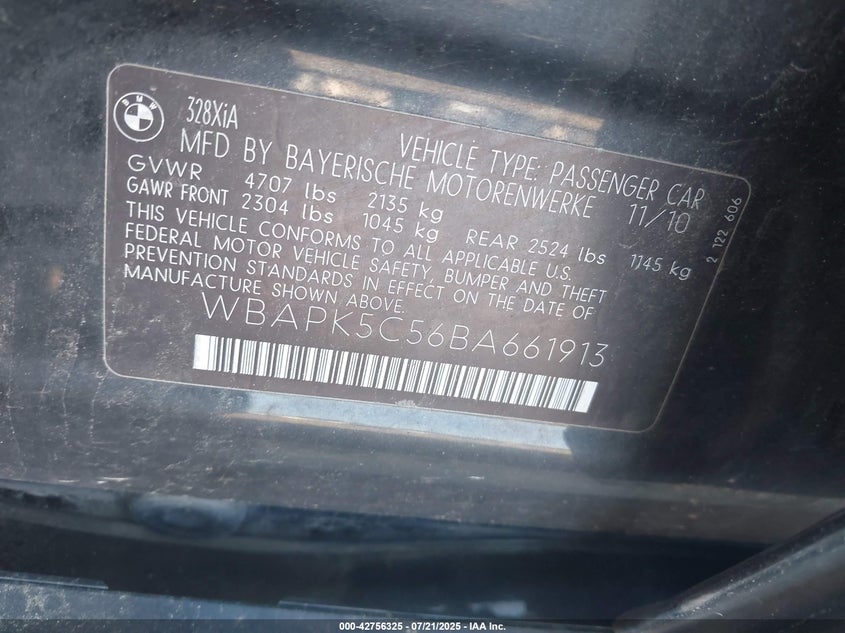 BMW
328XiA
VEHICLE TYPE: PASSENGER CAR
MFD BY BAYERISCHE MOTORENWERKE 11/10
GVWR 4707 lbs 2135 kg
GAWR FRONT 2304 lbs 1045 kg REAR 2524 lbs 1145 kg
THIS VEHICLE CONFORMS TO ALL APPLICABLE U.S.
FEDERAL MOTOR VEHICLE SAFETY, BUMPER AND THEFT
PREVENTION STANDARDS IN EFFECT ON THE DATE OF
MANUFACTURE SHOWN ABOVE.
WBAPK5C56BA661913
2 122 606
000-42756325 - 07/21/2025 - IAA Inc.